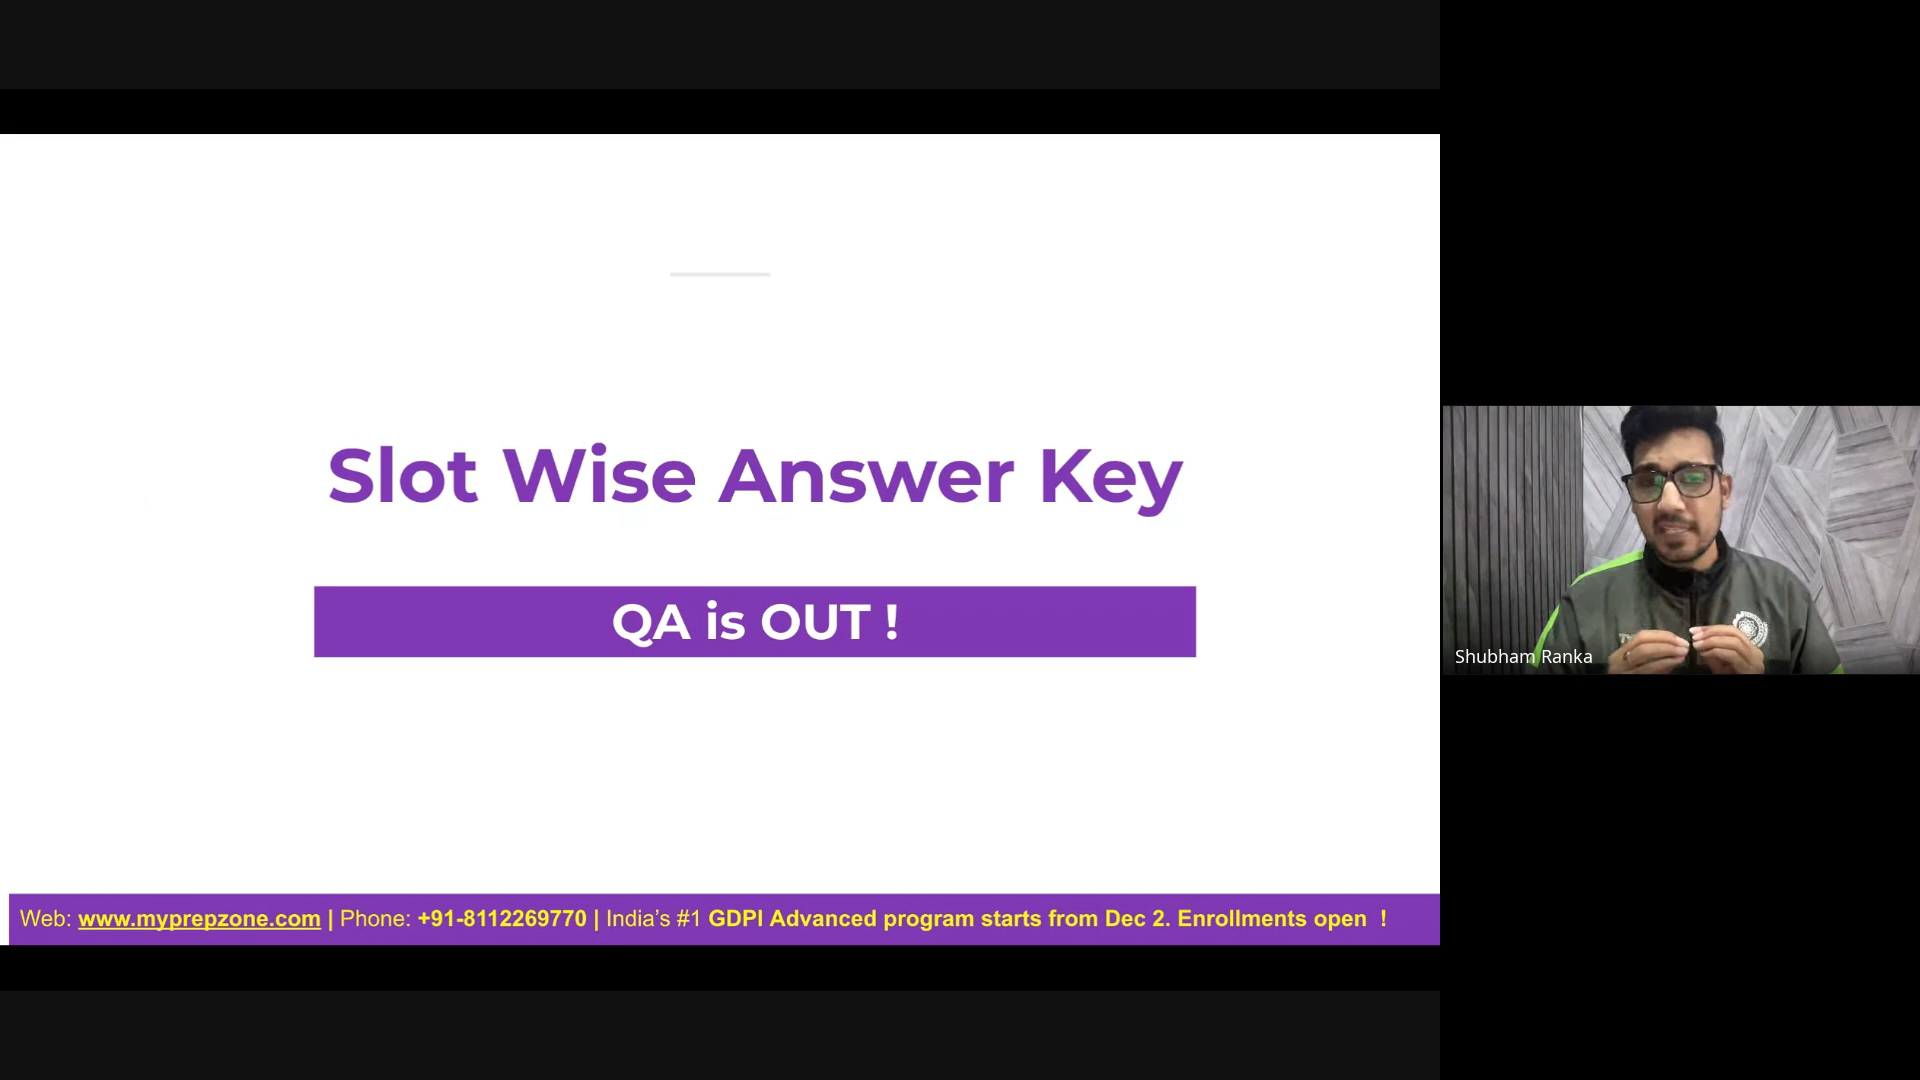 Slot Wise Answer Key
QA is OUT !
Shubham Ranka
Web: www.myprepzone.com | Phone: +91-8112269770 | India’s #1 GDPI Advanced program starts from Dec 2. Enrollments open !